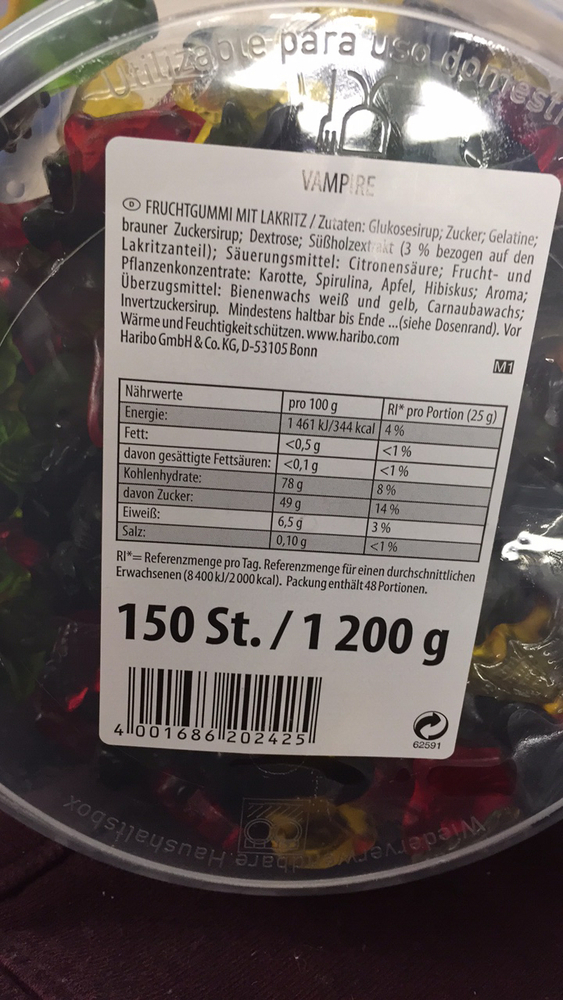 Utilizable para uso domést
VAMPIRE
D FRUCHTGUMMI MIT LAKRITZ / Zutaten: Glukosesirup; Zucker; Gelatine;
brauner Zuckersirup; Dextrose; Süßholzextrakt (3 % bezogen auf den
Lakritzanteil); Säuerungsmittel: Citronensäure; Frucht- und
Pflanzenkonzentrate: Karotte, Spirulina, Apfel, Hibiskus; Aroma;
Überzugsmittel: Bienenwachs weiß und gelb, Carnaubawachs;
Invertzuckersirup. Mindestens haltbar bis Ende ...(siehe Dosenrand). Vor
Wärme und Feuchtigkeit schützen. www.haribo.com
Haribo GmbH & Co. KG, D-53105 Bonn
M1
Nährwerte pro 100 g RI* pro Portion (25 g)
Energie: 1 461 kJ/344 kcal 4 %
Fett: <0,5 g <1 %
davon gesättigte Fettsäuren: <0,1 g <1 %
Kohlenhydrate: 78 g 8 %
davon Zucker: 49 g 14 %
Eiweiß: 6,5 g 3 %
Salz: 0,10 g <1 %
RI*= Referenzmenge pro Tag. Referenzmenge für einen durchschnittlichen
Erwachsenen (8 400 kJ/2 000 kcal). Packung enthält 48 Portionen.
150 St. / 1 200 g
4 001686 202425
62591
Wiederverwendbare Haushaltsbox